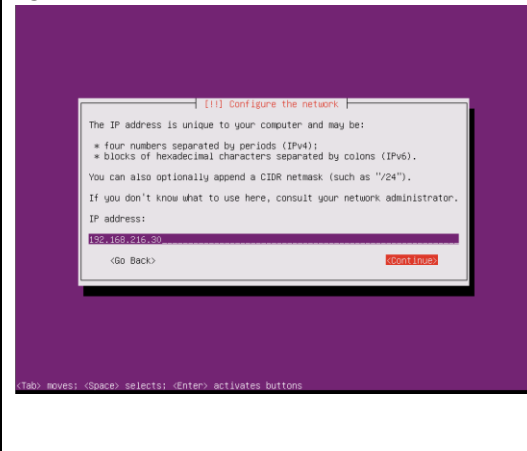 [!!] Configure the network
The IP address is unique to your computer and may be:
* four numbers separated by periods (IPv4);
* blocks of hexadecimal characters separated by colons (IPv6).
You can also optionally append a CIDR netmask (such as "/24").
If you don't know what to use here, consult your network administrator.
IP address:
192.168.216.30
<Go Back> <Continue>
<Tab> moves; <Space> selects; <Enter> activates buttons